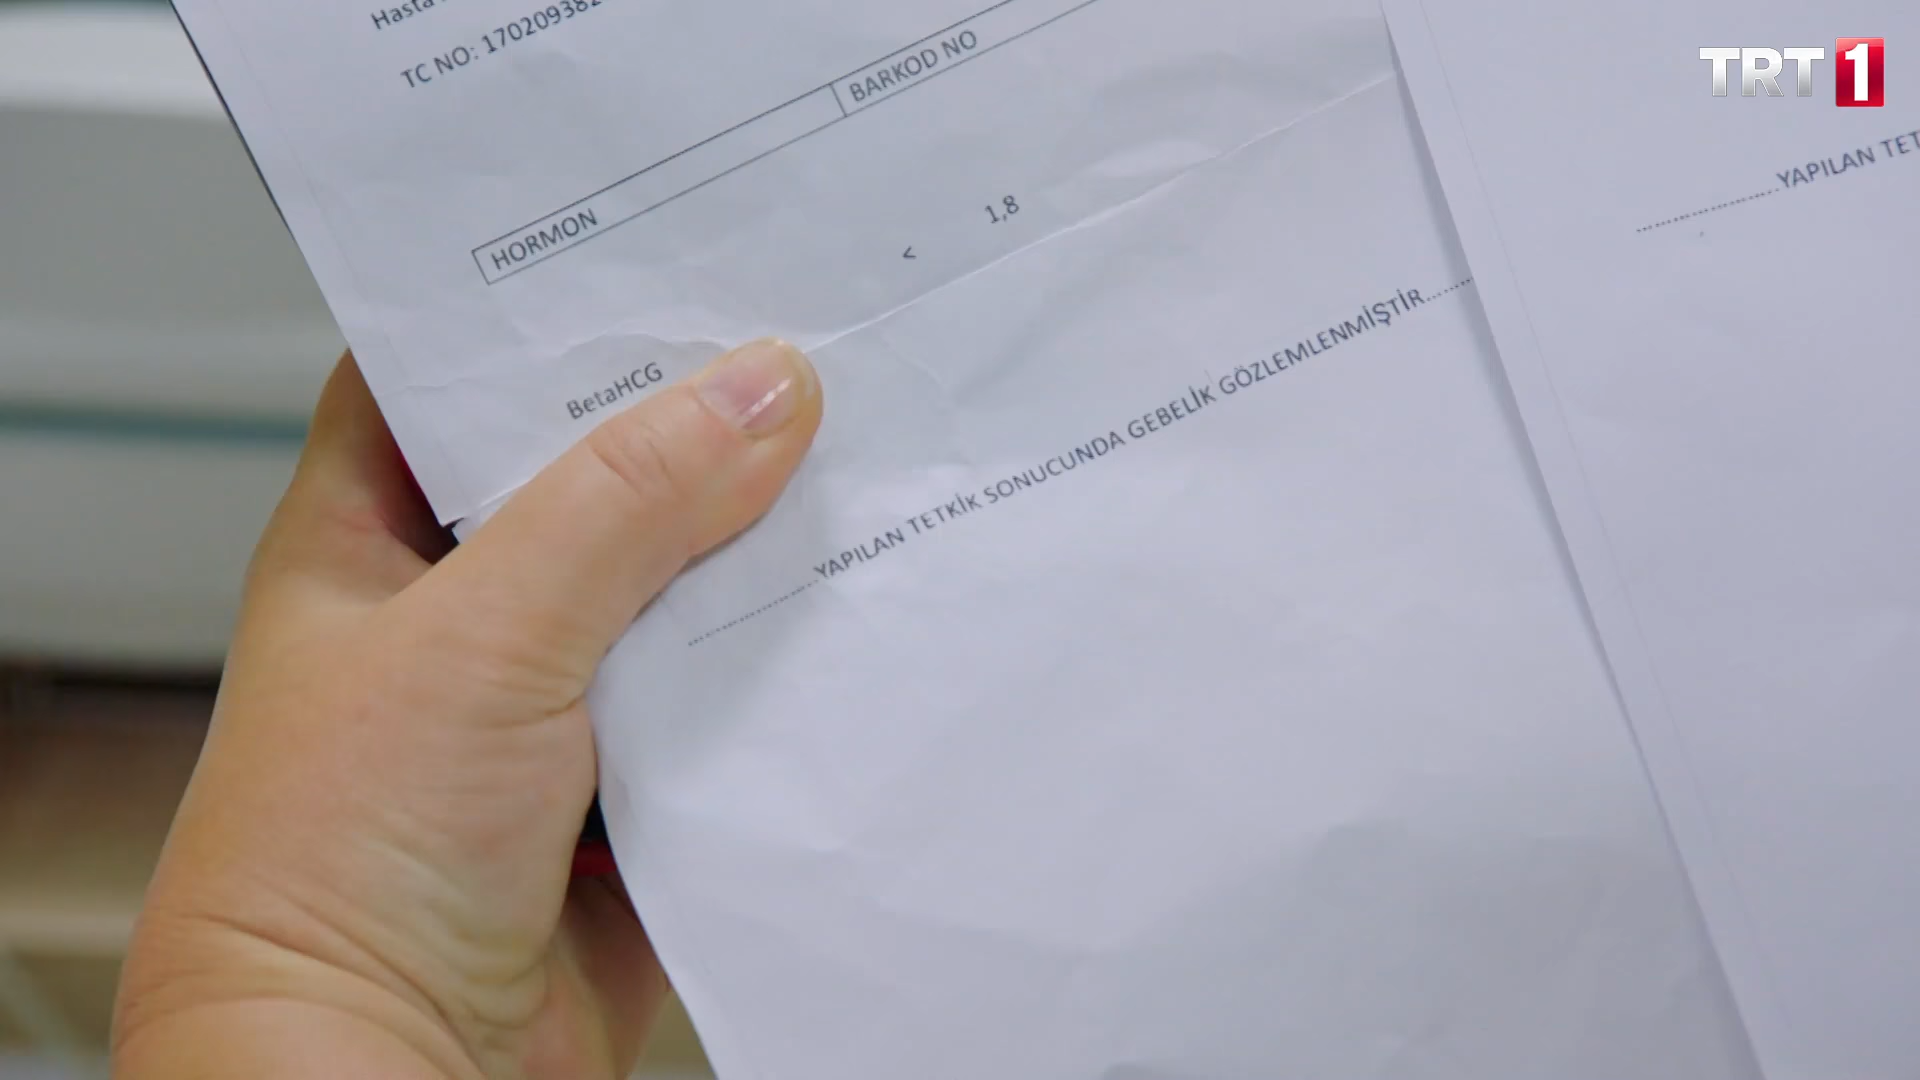 TRT 1
Hasta
TC NO: 17020938
HORMON BARKOD NO
< 1,8
BetaHCG
..........YAPILAN TETKİK SONUCUNDA GEBELİK GÖZLEMLENMİŞTİR.......
..........YAPILAN TET